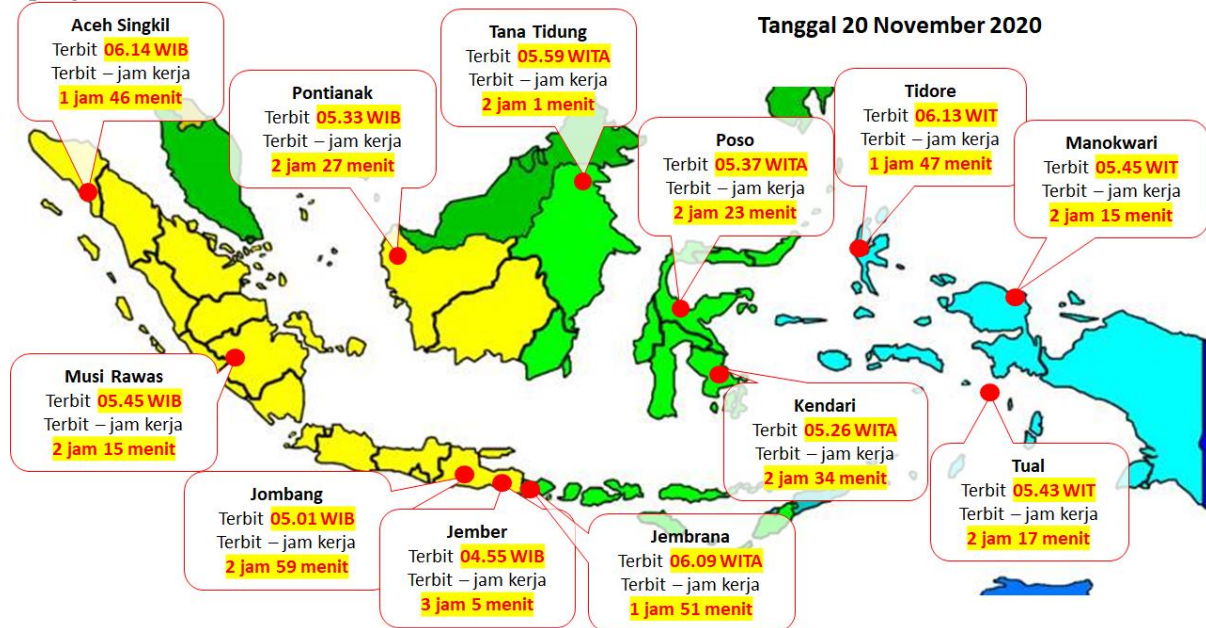 Tanggal 20 November 2020
Aceh Singkil
Terbit 06.14 WIB
Terbit – jam kerja
1 jam 46 menit
Pontianak
Terbit 05.33 WIB
Terbit – jam kerja
2 jam 27 menit
Tana Tidung
Terbit 05.59 WITA
Terbit – jam kerja
2 jam 1 menit
Poso
Terbit 05.37 WITA
Terbit – jam kerja
2 jam 23 menit
Tidore
Terbit 06.13 WIT
Terbit – jam kerja
1 jam 47 menit
Manokwari
Terbit 05.45 WIT
Terbit – jam kerja
2 jam 15 menit
Musi Rawas
Terbit 05.45 WIB
Terbit – jam kerja
2 jam 15 menit
Jombang
Terbit 05.01 WIB
Terbit – jam kerja
2 jam 59 menit
Jember
Terbit 04.55 WIB
Terbit – jam kerja
3 jam 5 menit
Jembrana
Terbit 06.09 WITA
Terbit – jam kerja
1 jam 51 menit
Kendari
Terbit 05.26 WITA
Terbit – jam kerja
2 jam 34 menit
Tual
Terbit 05.43 WIT
Terbit – jam kerja
2 jam 17 menit